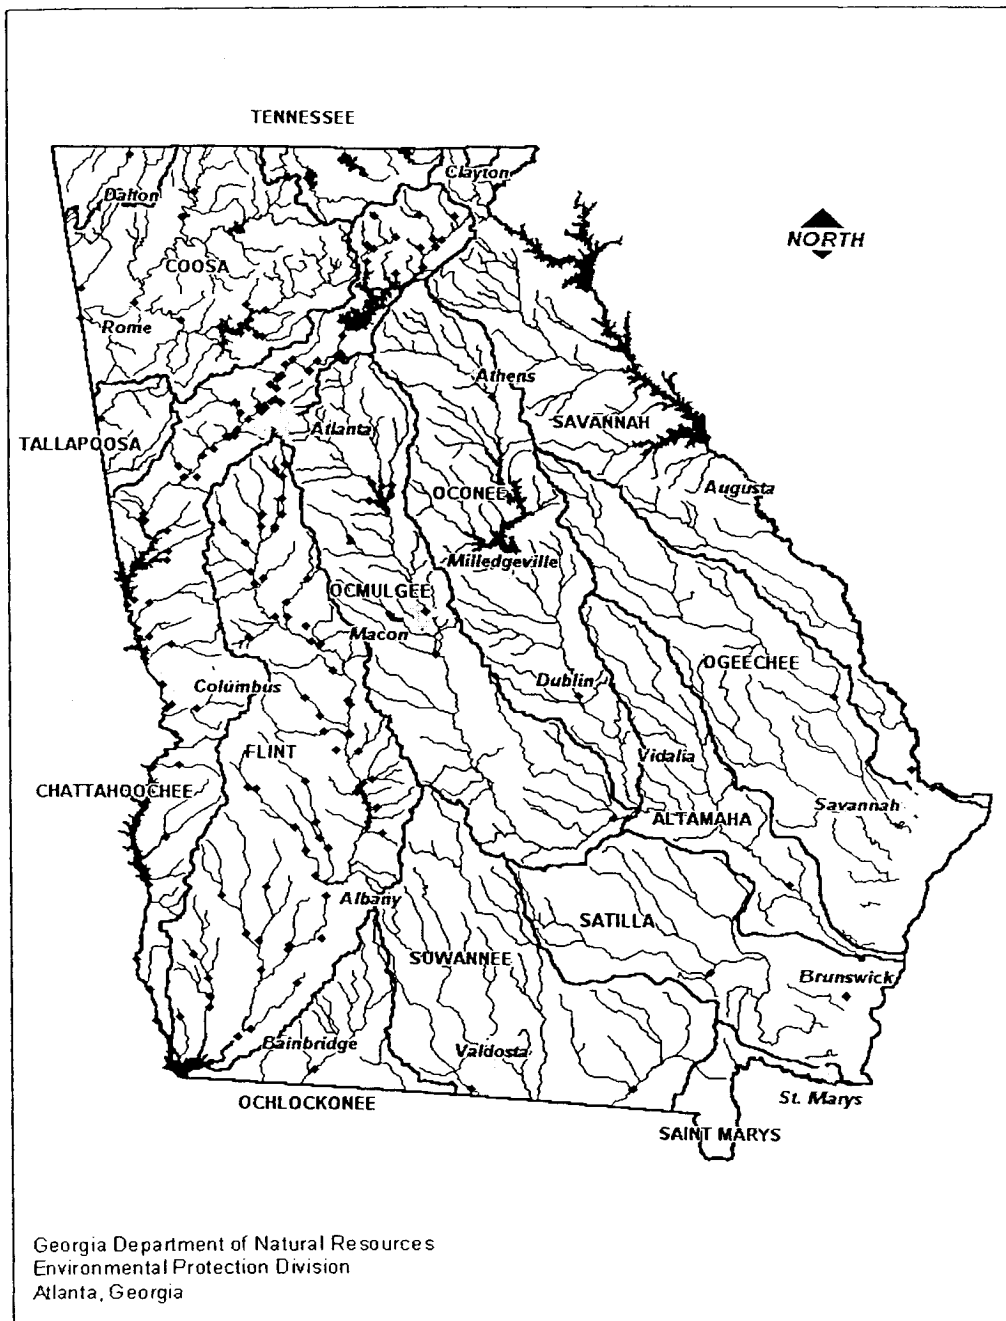 TENNESSEE
Clayton
Dalton
NORTH
COOSA
Rome
Athens
SAVANNAH
Atlanta
TALLAPOOSA
Augusta
OCONEE
Milledgeville
OCMULGEE
Macon
OGEECHEE
Dublin
Columbus
FLINT
Vidalia
CHATTAHOOCHEE
Savannah
ALTAMAHA
Albany
SATILLA
SUWANNEE
Brunswick
Bainbridge
Valdosta
St. Marys
OCHLOCKONEE
SAINT MARYS
Georgia Department of Natural Resources
Environmental Protection Division
Atlanta, Georgia